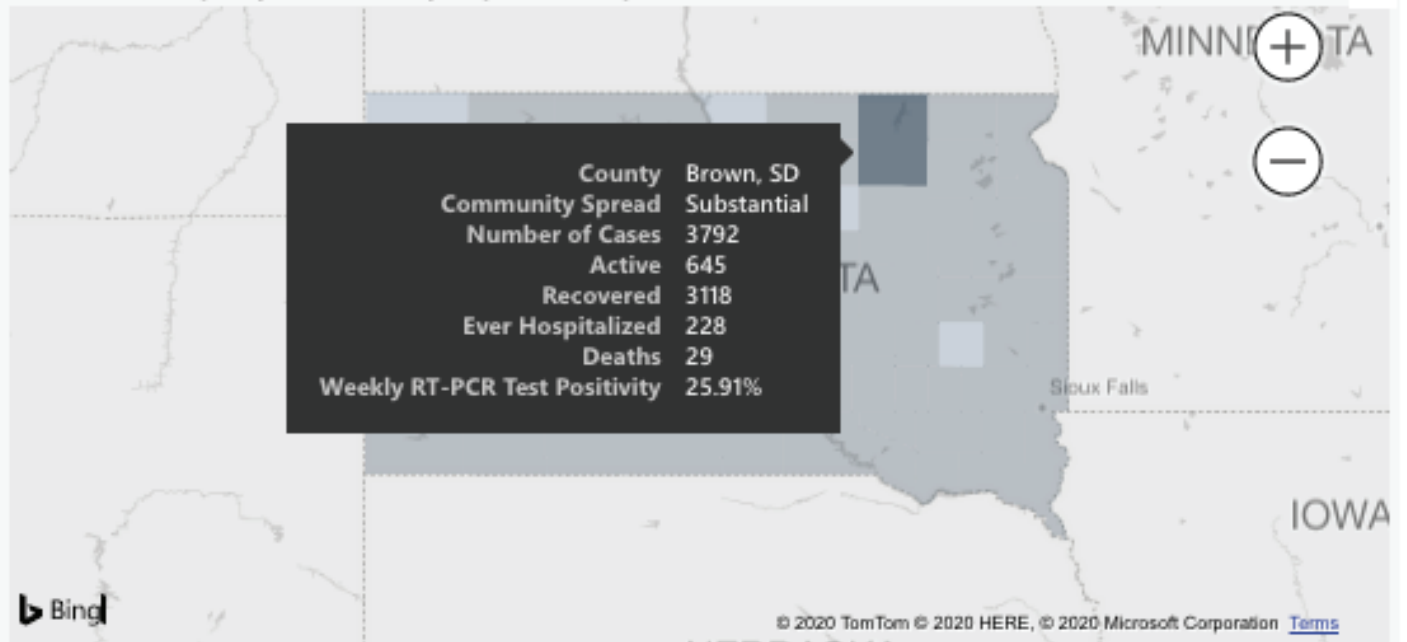 MINNE TA
County Brown, SD
Community Spread Substantial
Number of Cases 3792
Active 645
Recovered 3118
Ever Hospitalized 228
Deaths 29
Weekly RT-PCR Test Positivity 25.91%
TA
Sioux Falls
IOWA
Bing
© 2020 TomTom © 2020 HERE, © 2020 Microsoft Corporation Terms